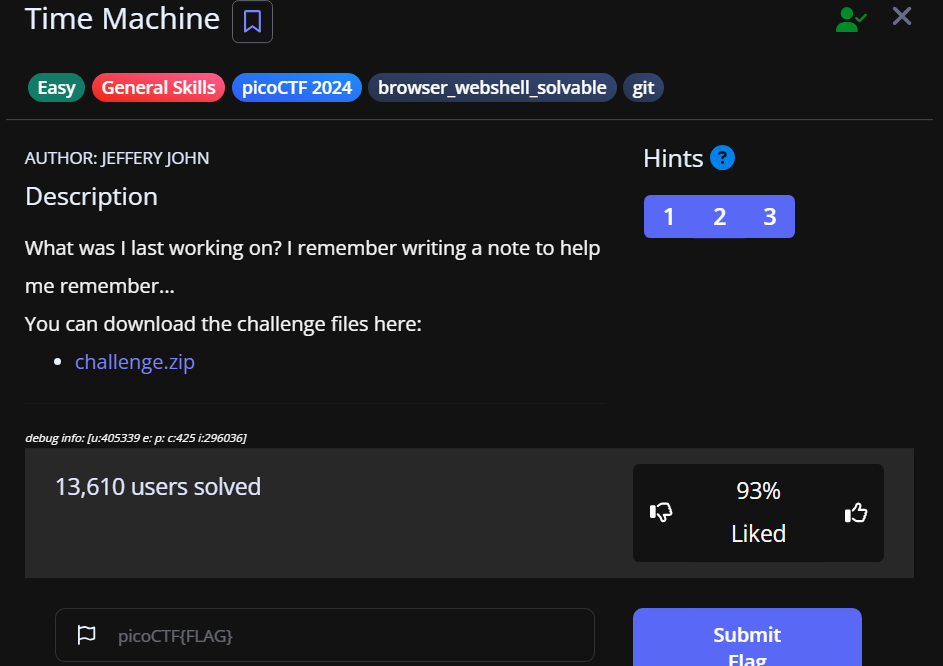 Time Machine
Easy General Skills picoCTF 2024 browser_webshell_solvable git
AUTHOR: JEFFERY JOHN
Description
What was I last working on? I remember writing a note to help
me remember...
You can download the challenge files here:
challenge.zip
Hints ?
1 2 3
debug info: [u:405339 e: p: c:425 i:296036]
13,610 users solved
93%
Liked
picoCTF{FLAG}
Submit
Flag